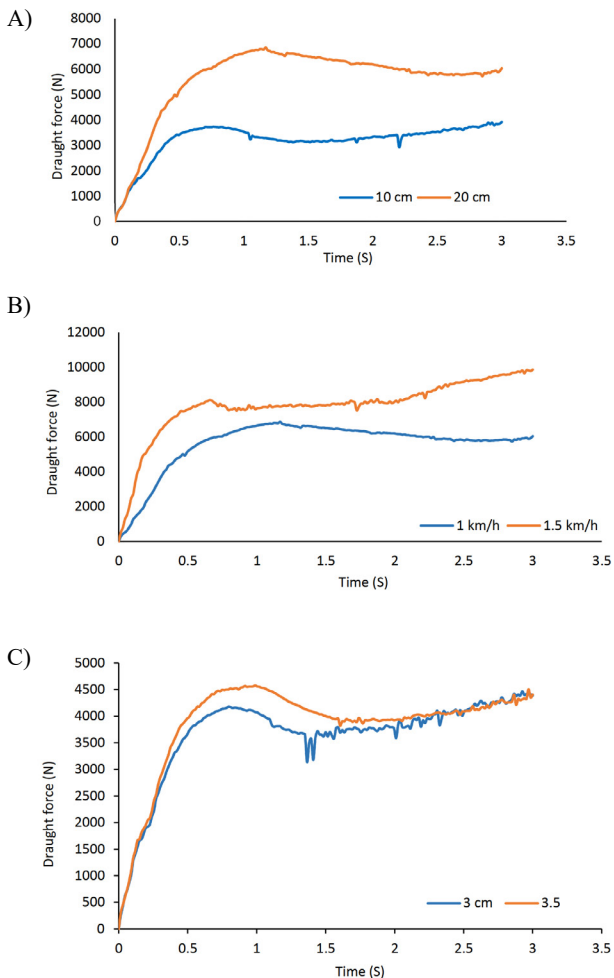 A)
8000
7000
6000
5000
4000
3000
2000
1000
0
Draught force (N)
10 cm 20 cm
0 0.5 1 1.5 2 2.5 3 3.5
Time (S)
B)
12000
10000
8000
6000
4000
2000
0
Draught force (N)
1 km/h 1.5 km/h
0 0.5 1 1.5 2 2.5 3 3.5
Time (S)
C)
5000
4500
4000
3500
3000
2500
2000
1500
1000
500
0
Draught force (N)
3 cm 3.5
0 0.5 1 1.5 2 2.5 3 3.5
Time (S)